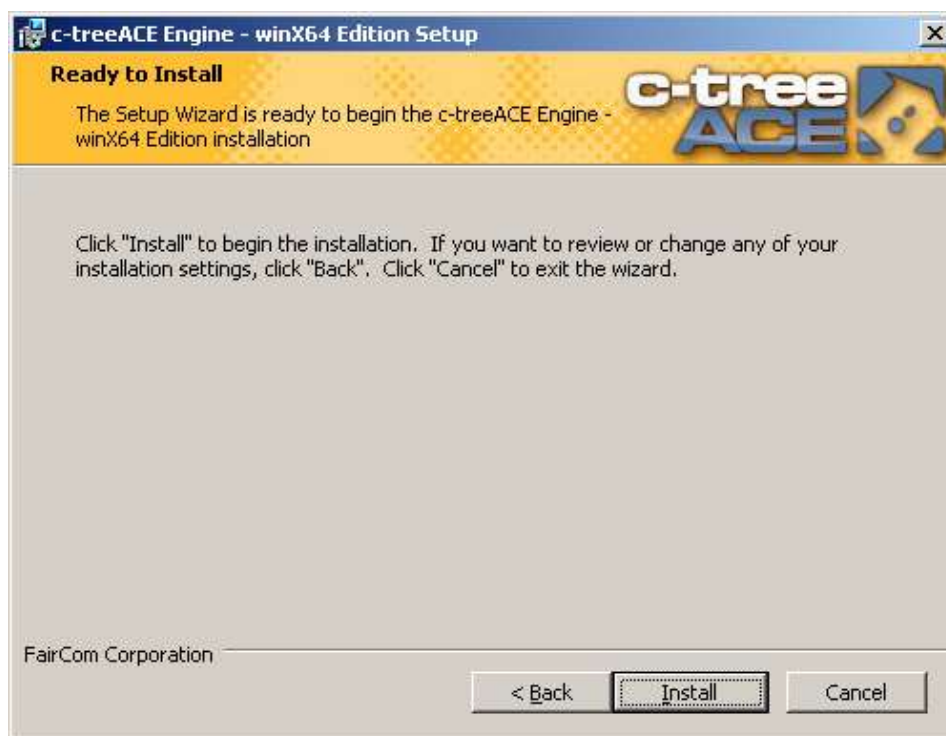 c-treeACE Engine - winX64 Edition Setup
Ready to Install
The Setup Wizard is ready to begin the c-treeACE Engine -
winX64 Edition installation
c-tree
ACE
Click "Install" to begin the installation.  If you want to review or change any of your
installation settings, click "Back".  Click "Cancel" to exit the wizard.
FairCom Corporation
< Back
Install
Cancel